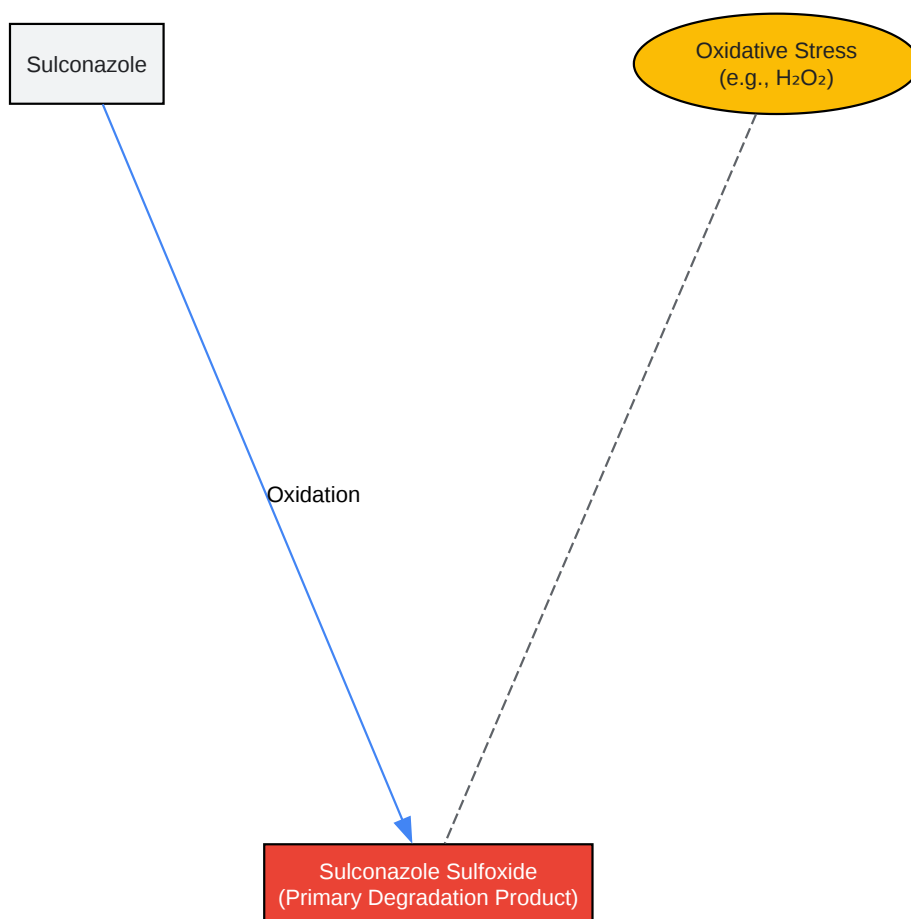 Sulconazole
Oxidative Stress
(e.g., H₂O₂)
Oxidation
Sulconazole Sulfoxide
(Primary Degradation Product)